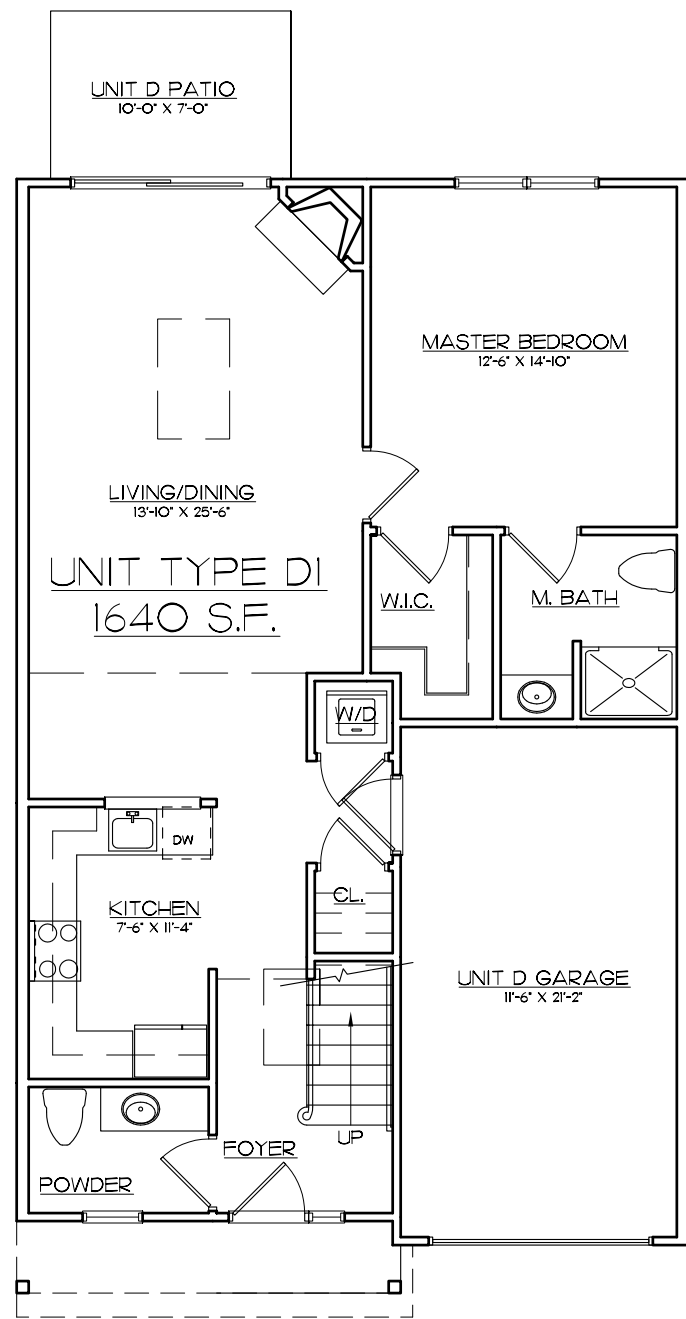 UNIT D PATIO
10'-0" X 7'-0"
MASTER BEDROOM
12'-6" X 14'-10"
LIVING/DINING
13'-10" X 25'-6"
UNIT TYPE D1
1640 S.F.
W.I.C.
M. BATH
W/D
DW
KITCHEN
7'-6" X 11'-4"
CL.
UNIT D GARAGE
11'-6" X 21'-2"
UP
FOYER
POWDER